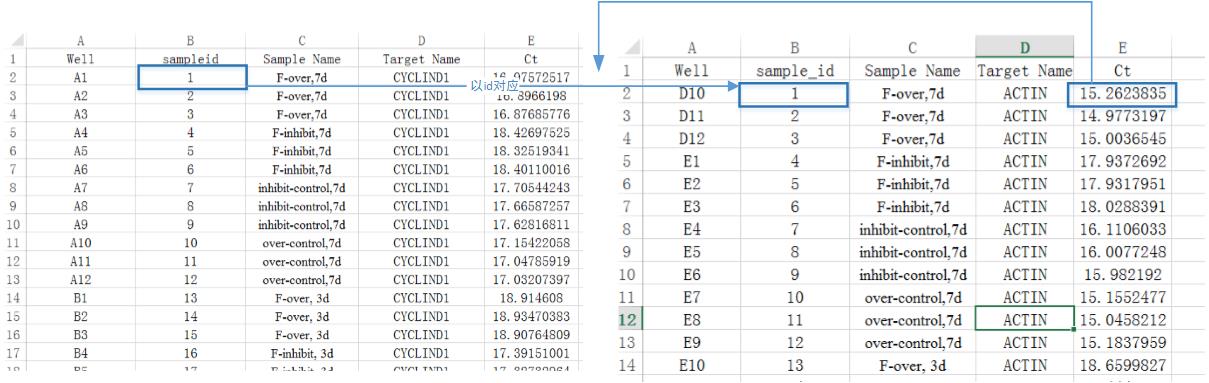 A B C D E
1 Well sampleid Sample Name Target Name Ct
2 A1 1 F-over,7d CYCLIND1
3 A2 2 F-over,7d CYCLIND1
4 A3 3 F-over,7d CYCLIND1 16.87685776
5 A4 4 F-inhibit,7d CYCLIND1 18.42697525
6 A5 5 F-inhibit,7d CYCLIND1 18.32519341
7 A6 6 F-inhibit,7d CYCLIND1 18.40110016
8 A7 7 inhibit-control,7d CYCLIND1 17.70544243
9 A8 8 inhibit-control,7d CYCLIND1 17.66587257
10 A9 9 inhibit-control,7d CYCLIND1 17.62816811
11 A10 10 over-control,7d CYCLIND1 17.15422058
12 A11 11 over-control,7d CYCLIND1 17.04785919
13 A12 12 over-control,7d CYCLIND1 17.03207397
14 B1 13 F-over, 3d CYCLIND1 18.914608
15 B2 14 F-over, 3d CYCLIND1 18.93470383
16 B3 15 F-over, 3d CYCLIND1 18.90764809
17 B4 16 F-inhibit, 3d CYCLIND1 17.39151001
以id对应
A B C D E
1 Well sample_id Sample Name Target Name Ct
2 D10 1 F-over,7d ACTIN 15.2623835
3 D11 2 F-over,7d ACTIN 14.9773197
4 D12 3 F-over,7d ACTIN 15.0036545
5 E1 4 F-inhibit,7d ACTIN 17.9372692
6 E2 5 F-inhibit,7d ACTIN 17.9317951
7 E3 6 F-inhibit,7d ACTIN 18.0288391
8 E4 7 inhibit-control,7d ACTIN 16.1106033
9 E5 8 inhibit-control,7d ACTIN 16.0077248
10 E6 9 inhibit-control,7d ACTIN 15.982192
11 E7 10 over-control,7d ACTIN 15.1552477
12 E8 11 over-control,7d ACTIN 15.0458212
13 E9 12 over-control,7d ACTIN 15.1837959
14 E10 13 F-over, 3d ACTIN 18.6599827